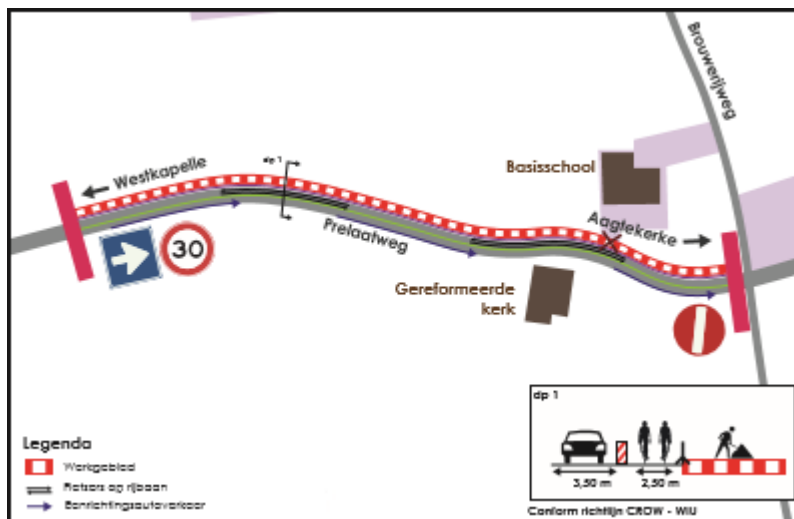 Brouwerijweg
Westkapelle
dp 1
Basisschool
Aagtekerke
Prelaatweg
30
Gereformeerde
kerk
Legenda
Werkgebied
Fietsers op rijbaan
Eenrichtingsautoverkeer
dp 1
3,50 m
2,50 m
Conform richtlijn CROW - WIU